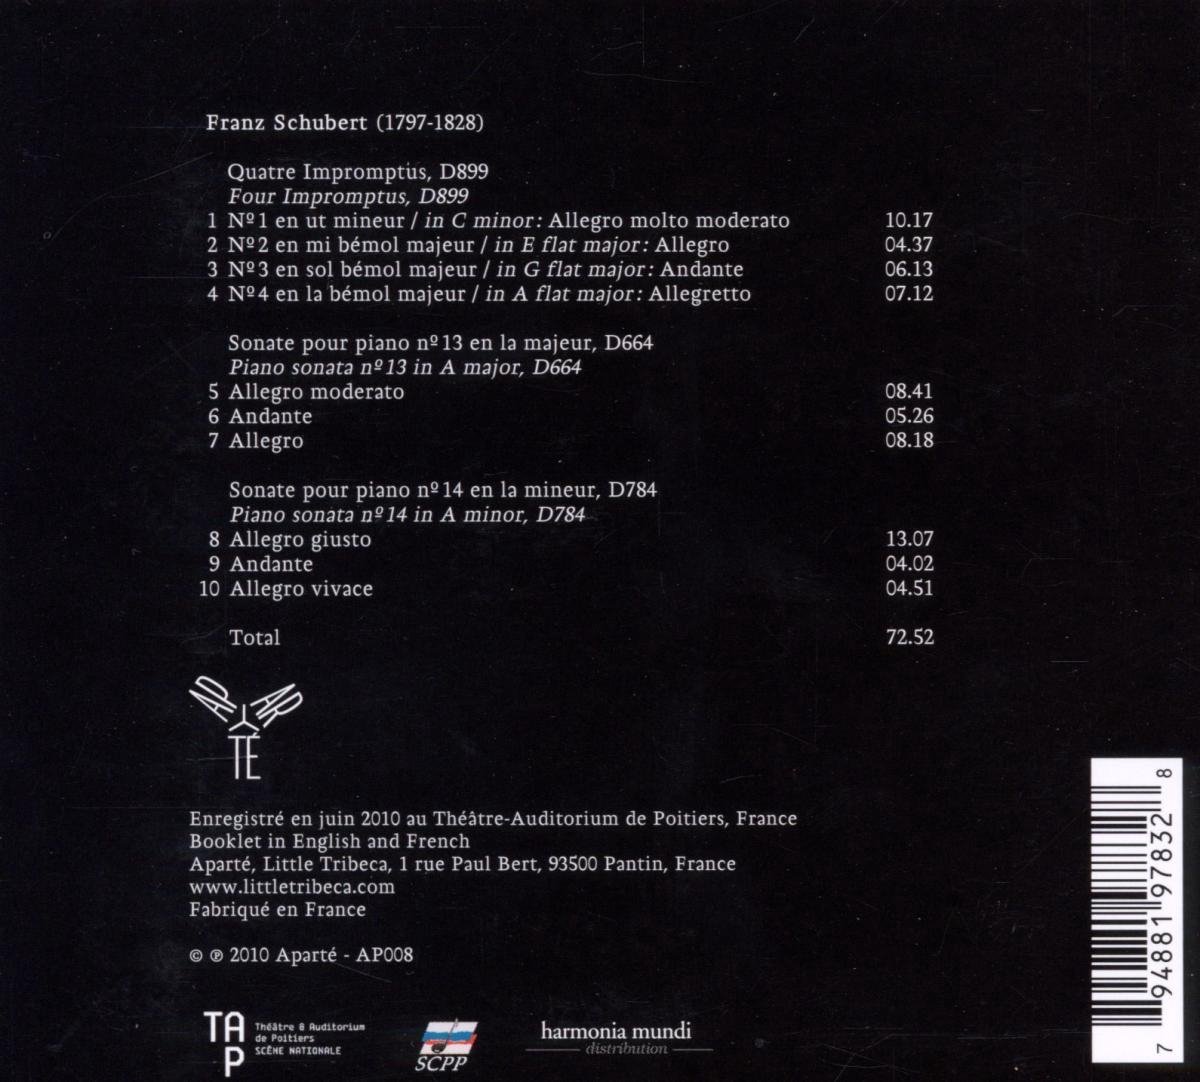 Franz Schubert (1797-1828)
Quatre Impromptus, D899
Four Impromptus, D899
1 Nº1 en ut mineur / in C minor: Allegro molto moderato 10.17
2 Nº2 en mi bémol majeur / in E flat major: Allegro 04.37
3 Nº3 en sol bémol majeur / in G flat major: Andante 06.13
4 Nº4 en la bémol majeur / in A flat major: Allegretto 07.12
Sonate pour piano nº13 en la majeur, D664
Piano sonata nº13 in A major, D664
5 Allegro moderato 08.41
6 Andante 05.26
7 Allegro 08.18
Sonate pour piano nº14 en la mineur, D784
Piano sonata nº14 in A minor, D784
8 Allegro giusto 13.07
9 Andante 04.02
10 Allegro vivace 04.51
Total 72.52
APARTÉ
Enregistré en juin 2010 au Théâtre-Auditorium de Poitiers, France
Booklet in English and French
Aparté, Little Tribeca, 1 rue Paul Bert, 93500 Pantin, France
www.littletribeca.com
Fabriqué en France
© ℗ 2010 Aparté - AP008
TAP
Théâtre & Auditorium
de Poitiers
SCÈNE NATIONALE
SCPP
harmonia mundi
distribution
7 94881 97832 8